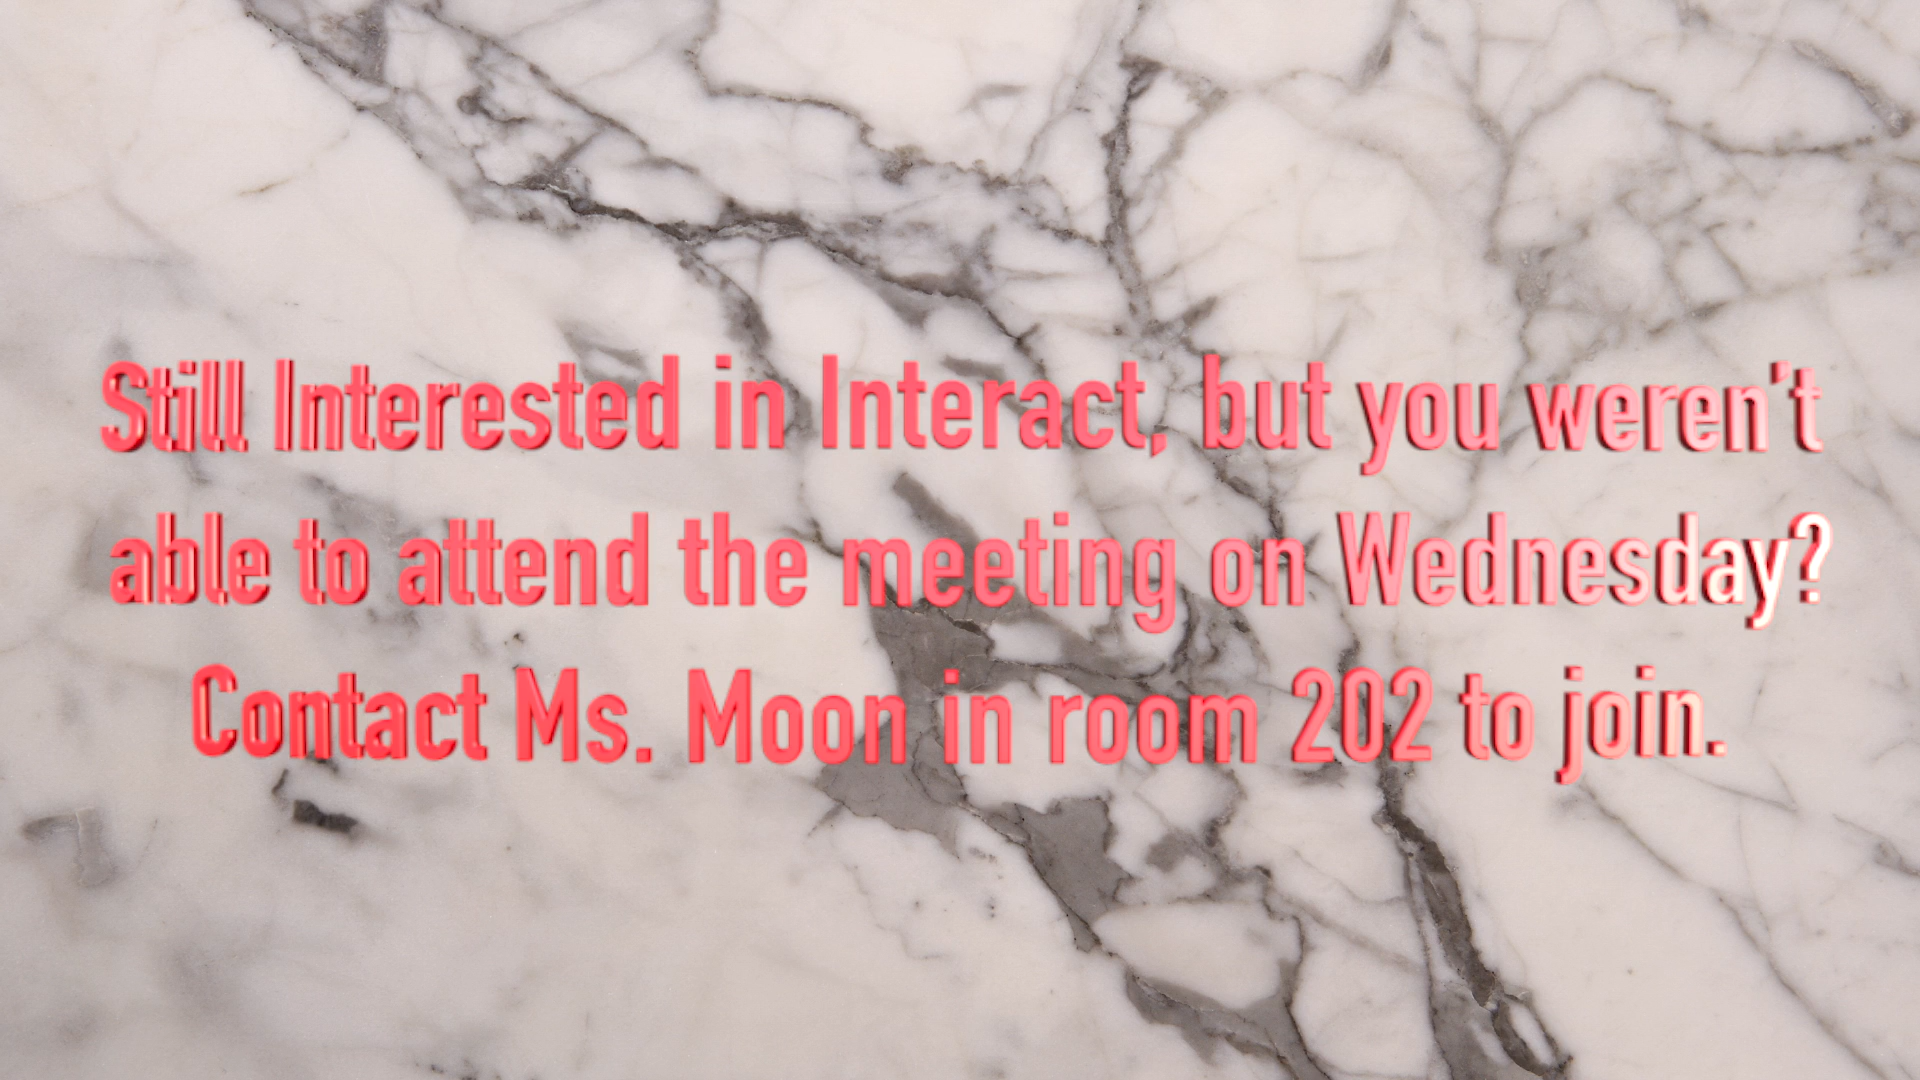 Still Interested in Interact, but you weren't
able to attend the meeting on Wednesday?
Contact Ms. Moon in room 202 to join.